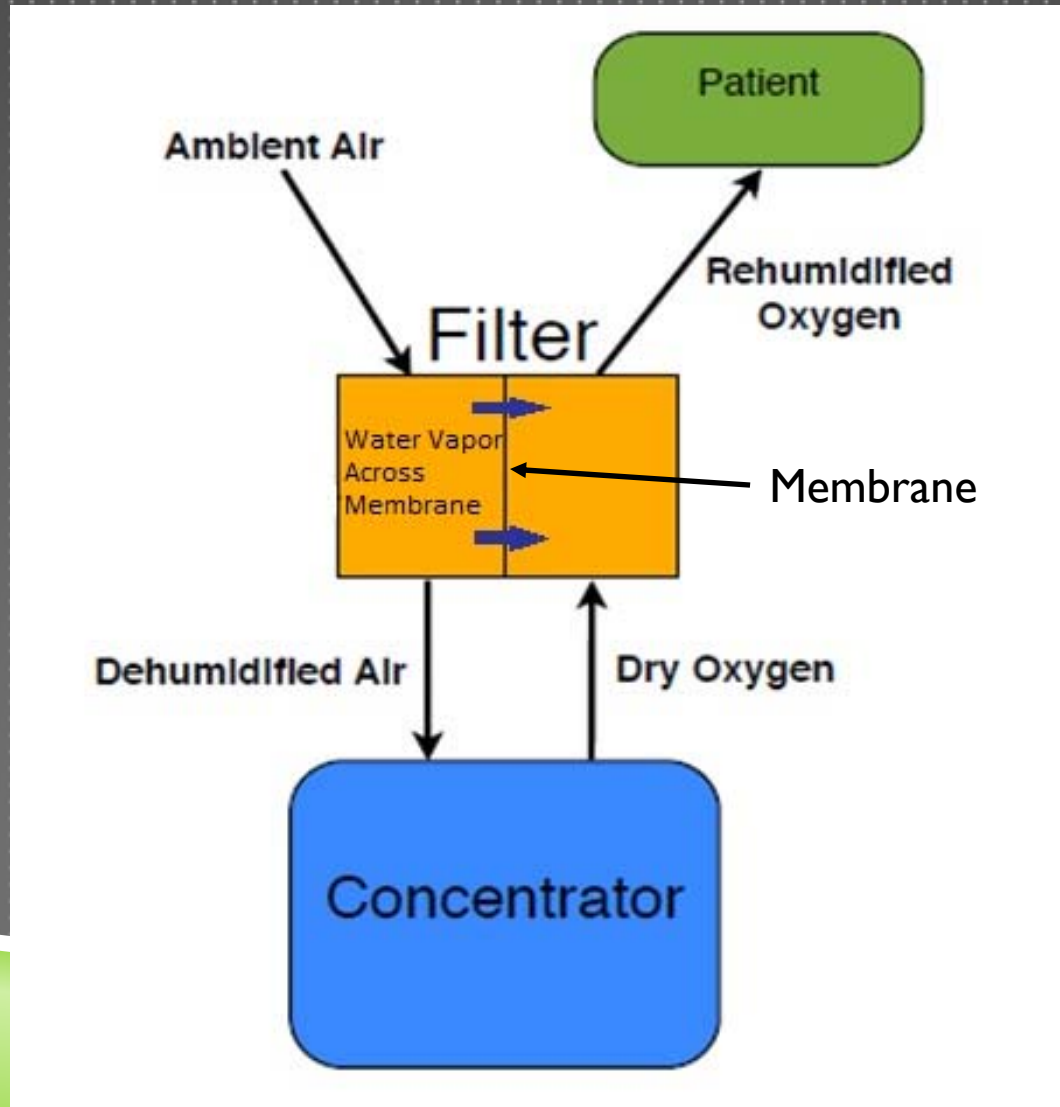 Patient
Ambient Air
Rehumidified
Oxygen
Filter
Water Vapor
Across
Membrane
Membrane
Dehumidified Air
Dry Oxygen
Concentrator